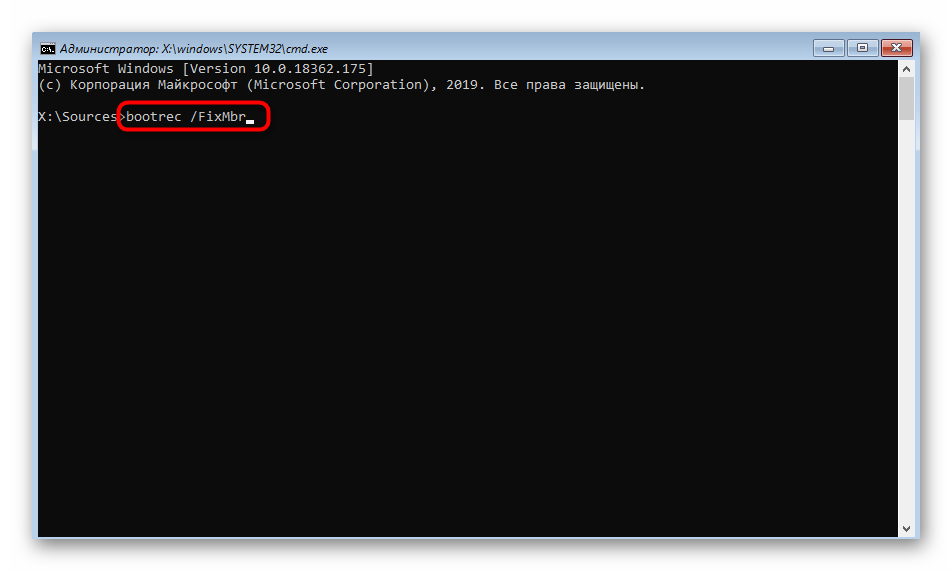 Администратор: X:\windows\SYSTEM32\cmd.exe
Microsoft Windows [Version 10.0.18362.175]
(c) Корпорация Майкрософт (Microsoft Corporation), 2019. Все права защищены.
X:\Sources>bootrec /FixMbr